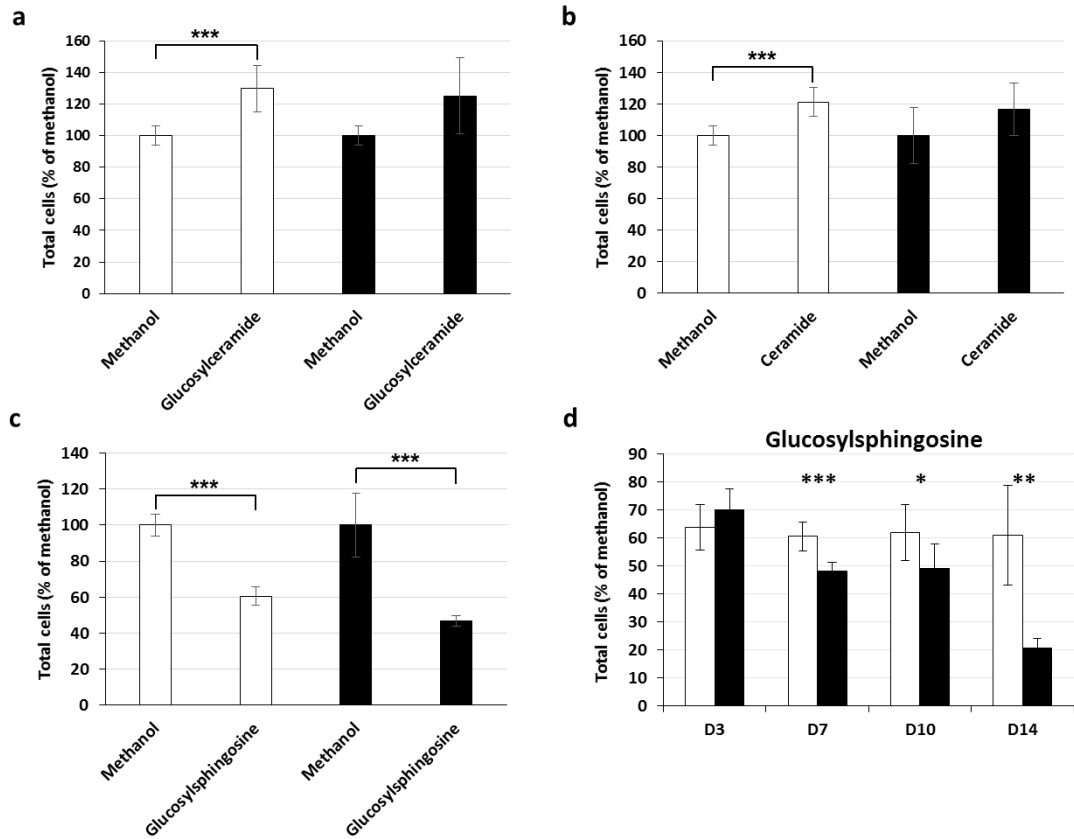 a
160
140
120
100
80
60
40
20
0
Total cells (% of methanol)
***
Methanol
Glucosylceramide
Methanol
Glucosylceramide
b
160
140
120
100
80
60
40
20
0
Total cells (% of methanol)
***
Methanol
Ceramide
Methanol
Ceramide
c
140
120
100
80
60
40
20
0
Total cells (% of methanol)
***
***
Methanol
Glucosylsphingosine
Methanol
Glucosylsphingosine
d
Glucosylsphingosine
90
80
70
60
50
40
30
20
10
0
Total cells (% of methanol)
***
*
**
D3
D7
D10
D14